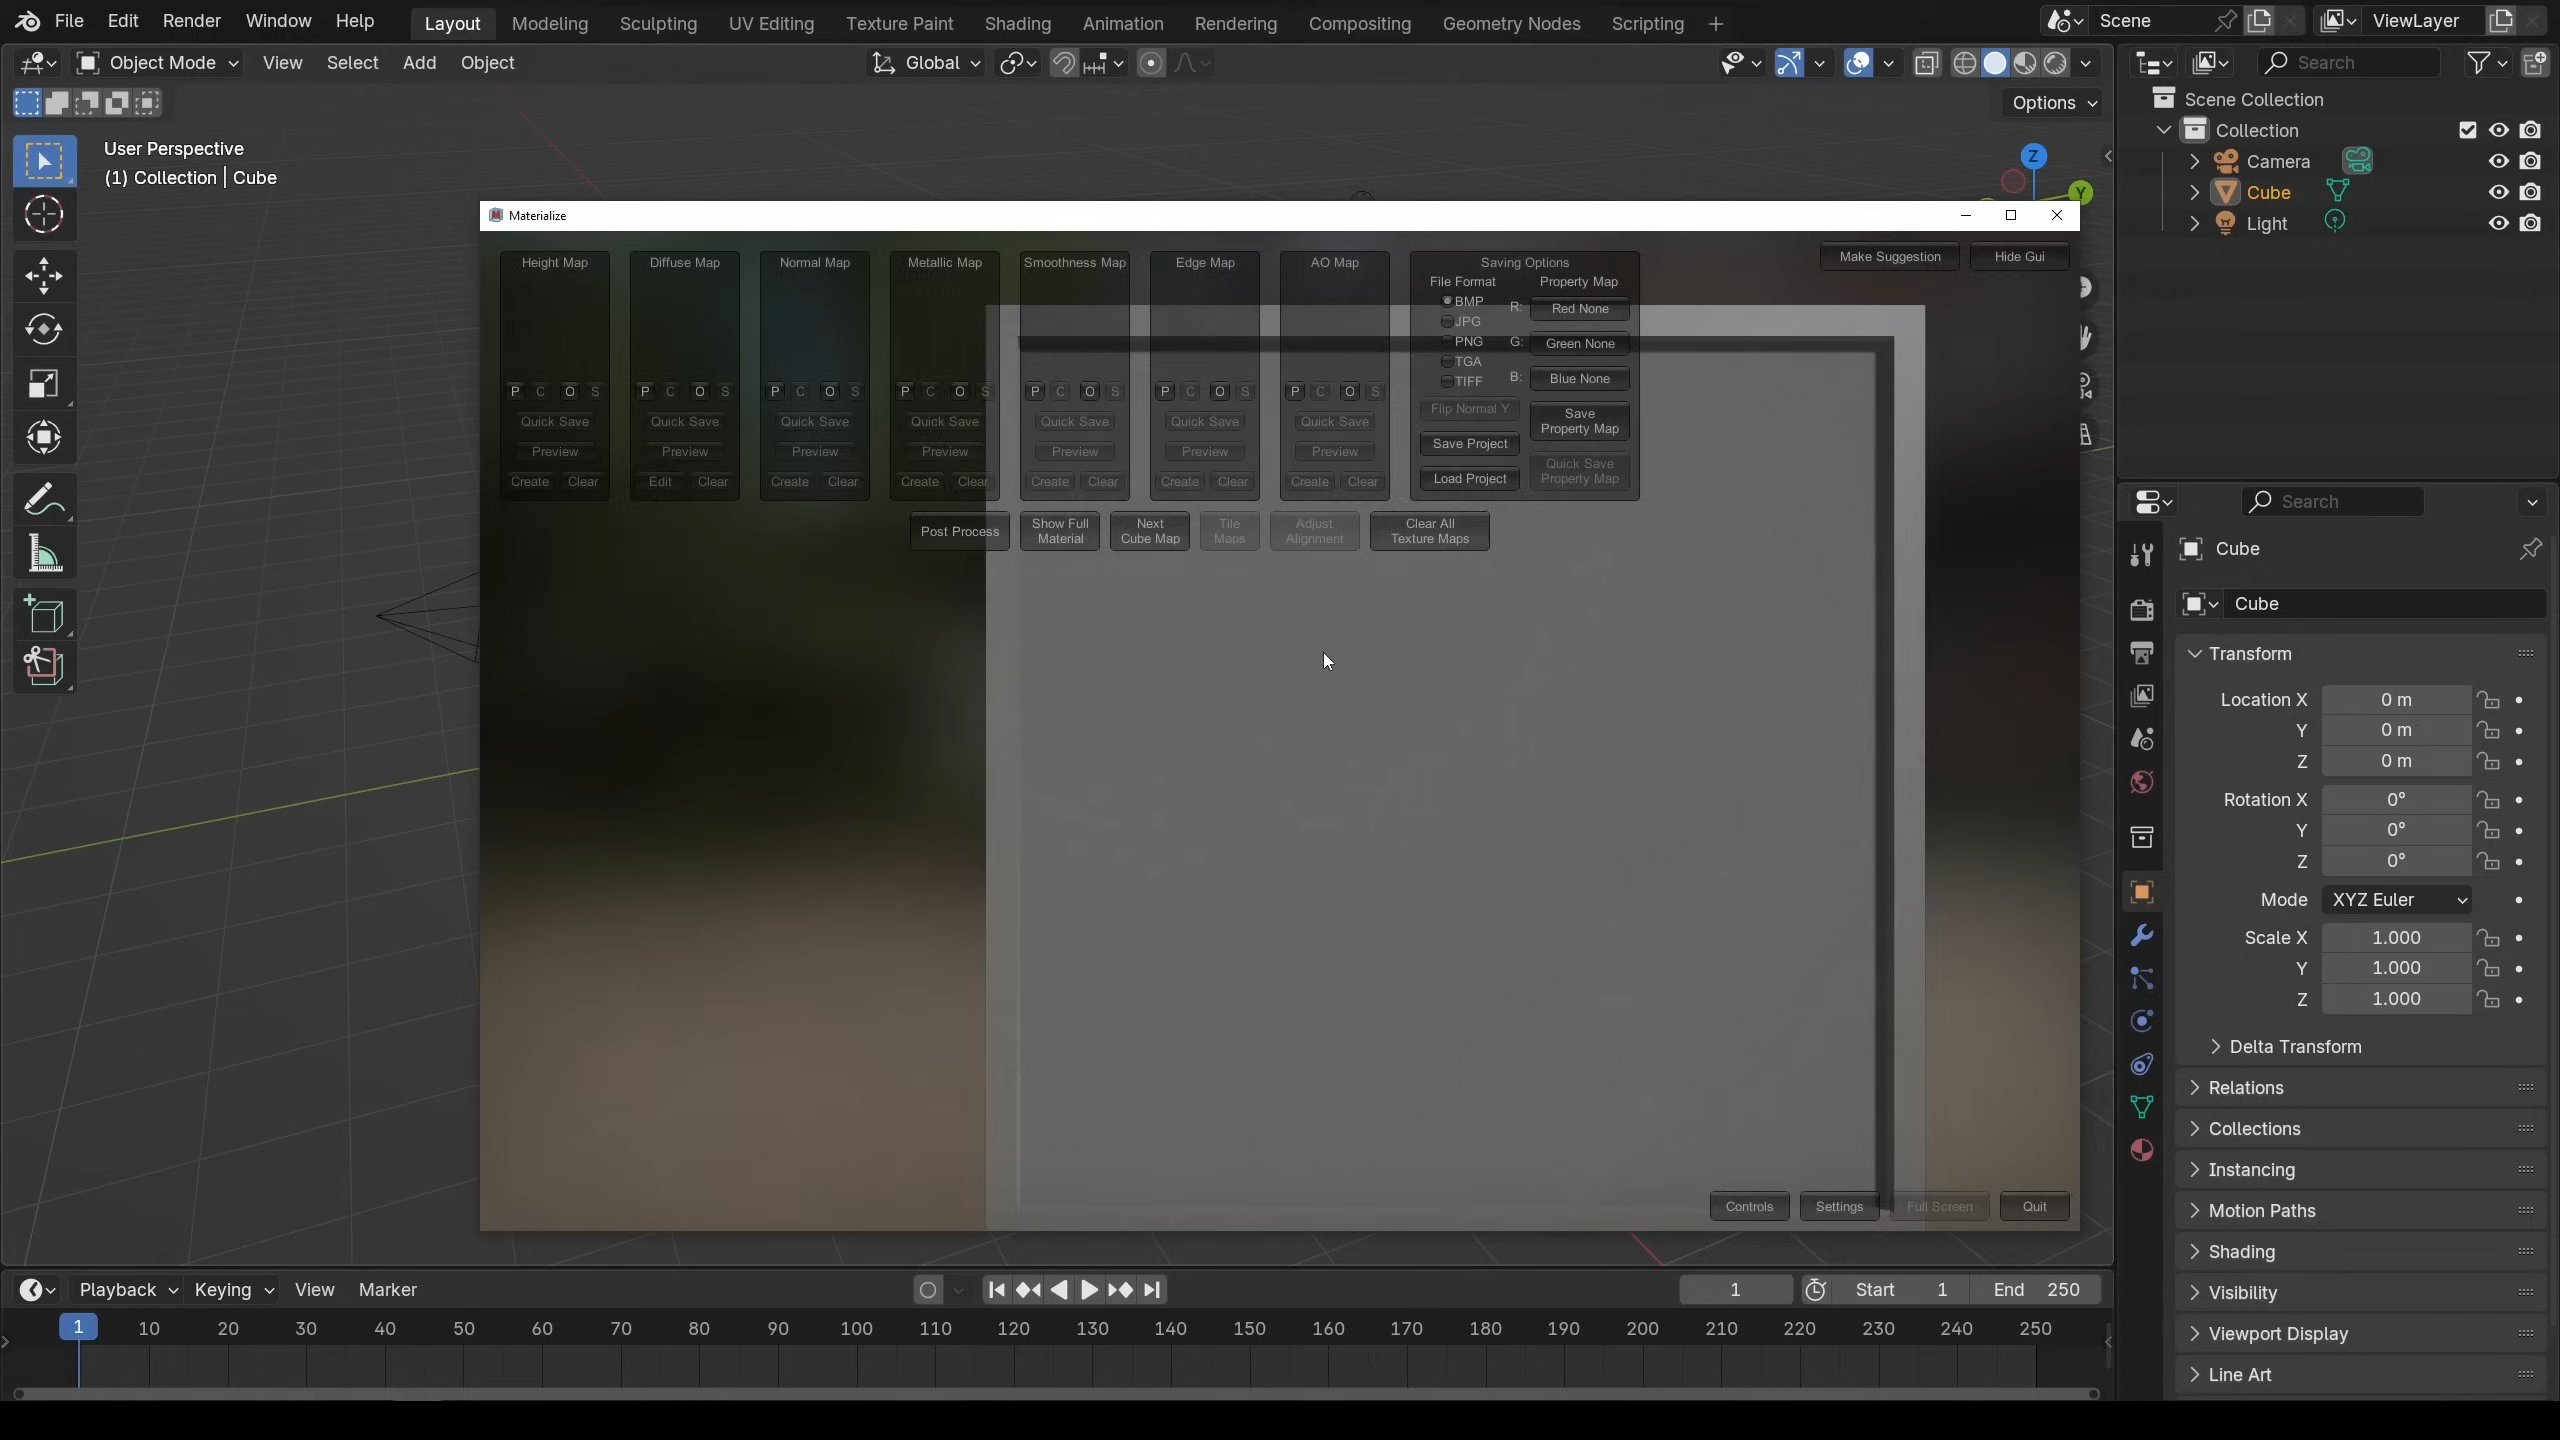 File Edit Render Window Help Layout Modeling Sculpting UV Editing Texture Paint Shading Animation Rendering Compositing Geometry Nodes Scripting + Scene ViewLayer
Object Mode View Select Add Object Global Search
Options
User Perspective
(1) Collection | Cube
Z
Y
Scene Collection
Collection
Camera
Cube
Light
Materialize
Make Suggestion Hide Gui
Height Map Diffuse Map Normal Map Metallic Map Smoothness Map Edge Map AO Map Saving Options
File Format Property Map
BMP R: Red None
JPG
PNG G: Green None
TGA
TIFF B: Blue None
P C O S P C O S P C O S P C O S P C O S P C O S P C O S
Flip Normal Y Save
Property Map
Quick Save Quick Save Quick Save Quick Save Quick Save Quick Save Quick Save
Save Project
Preview Preview Preview Preview Preview Preview Preview
Load Project Quick Save
Property Map
Create Clear Edit Clear Create Clear Create Clear Create Clear Create Clear Create Clear
Post Process Show Full
Material Next
Cube Map Tile
Maps Adjust
Alignment Clear All
Texture Maps
Controls Settings Full Screen Quit
Search
Cube
Cube
Transform
Location X 0 m
Y 0 m
Z 0 m
Rotation X 0°
Y 0°
Z 0°
Mode XYZ Euler
Scale X 1.000
Y 1.000
Z 1.000
Delta Transform
Relations
Collections
Instancing
Motion Paths
Shading
Visibility
Viewport Display
Line Art
Playback Keying View Marker 1 Start 1 End 250
1 10 20 30 40 50 60 70 80 90 100 110 120 130 140 150 160 170 180 190 200 210 220 230 240 250